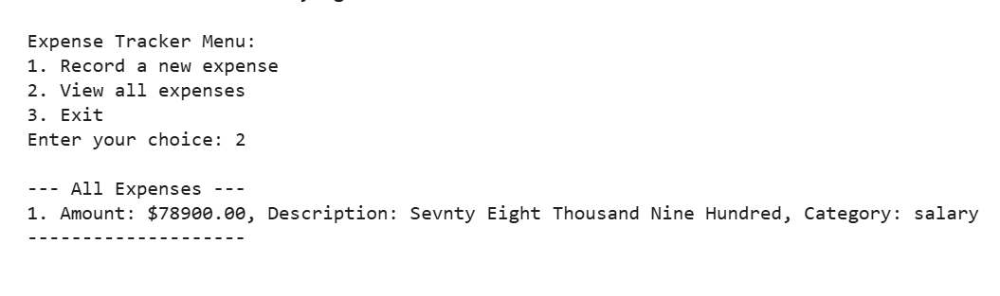 Expense Tracker Menu:
1. Record a new expense
2. View all expenses
3. Exit
Enter your choice: 2
--- All Expenses ---
1. Amount: $78900.00, Description: Sevnty Eight Thousand Nine Hundred, Category: salary
--------------------